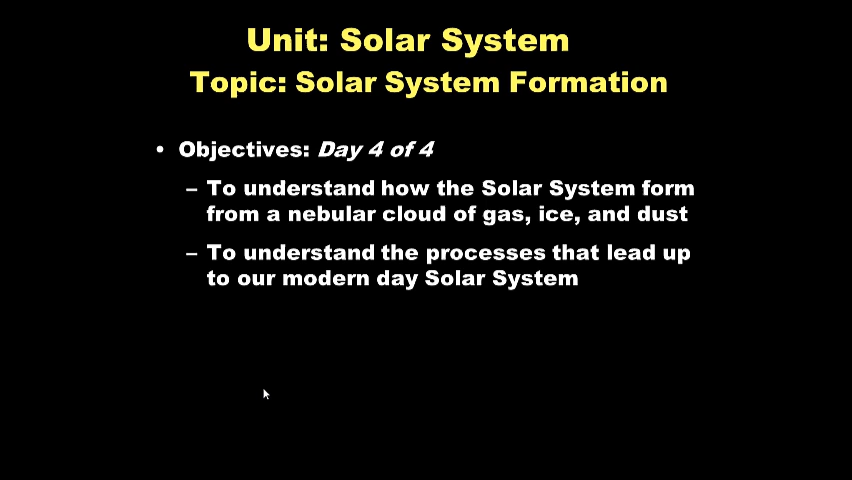 Unit: Solar System
Topic: Solar System Formation
• Objectives: Day 4 of 4
– To understand how the Solar System form
from a nebular cloud of gas, ice, and dust
– To understand the processes that lead up
to our modern day Solar System